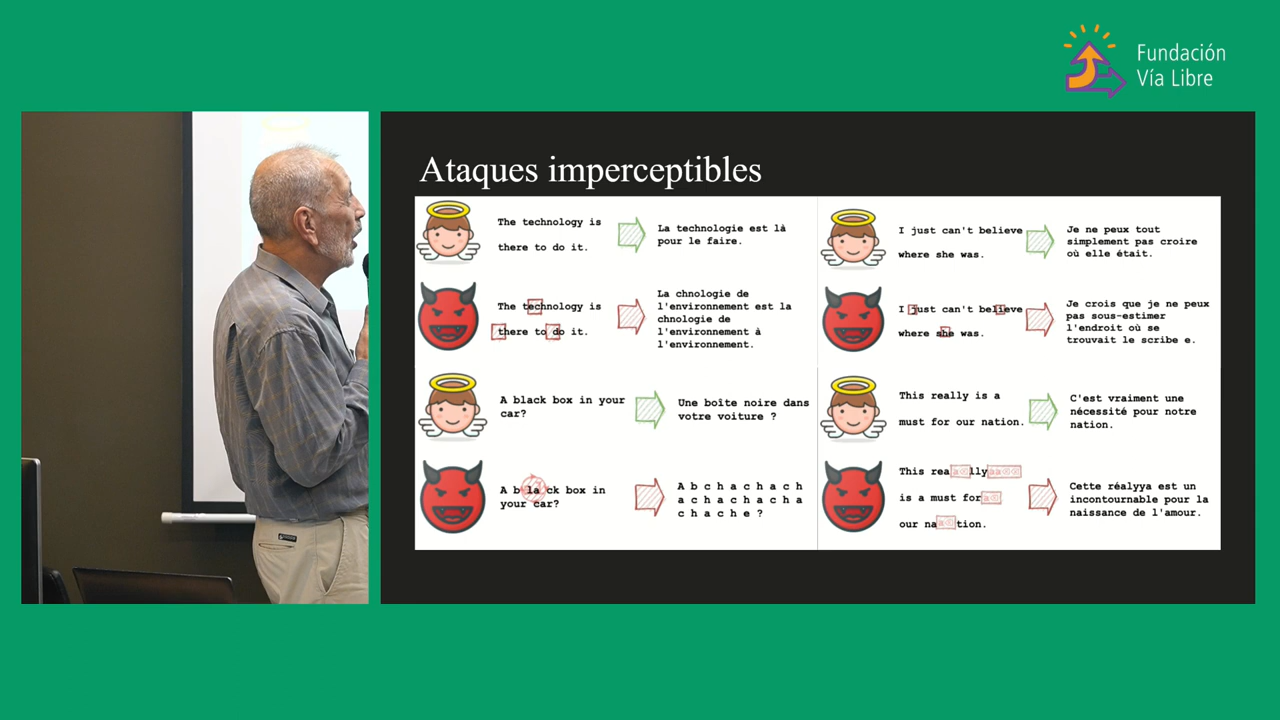 Fundación
Vía Libre
Ataques imperceptibles
The technology is
there to do it.
La technologie est là
pour le faire.
The technology is
there to do it.
La chnologie de
l'environnement est la
chnologie de
l'environnement à
l'environnement.
A black box in your
car?
Une boîte noire dans
votre voiture ?
A b la ck box in
your car?
A b c h a c h a c h
a c h a c h a c h a
c h a c h e ?
I just can't believe
where she was.
Je ne peux tout
simplement pas croire
où elle était.
I just can't believe
where she was.
Je crois que je ne peux
pas sous-estimer
l'endroit où se
trouvait le scribe e.
This really is a
must for our nation.
C'est vraiment une
nécessité pour notre
nation.
This rea lly
is a must for
our na tion.
Cette réalyya est un
incontournable pour la
naissance de l'amour.